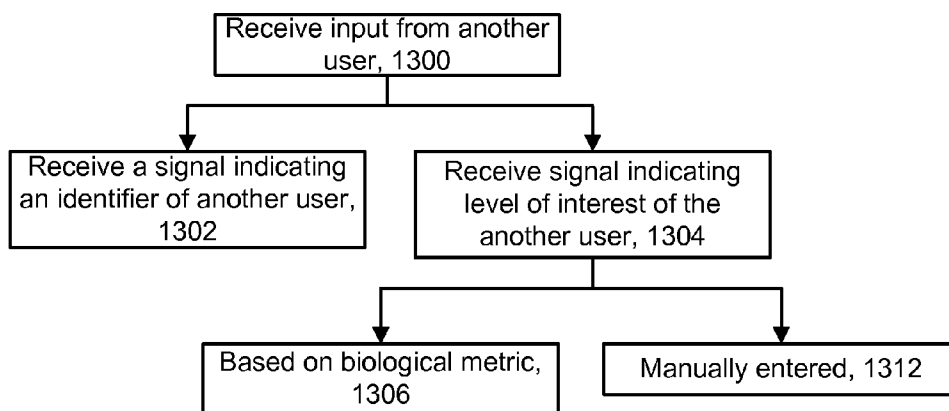 Receive input from another
user, 1300
Receive a signal indicating
an identifier of another user,
1302
Receive signal indicating
level of interest of the
another user, 1304
Based on biological metric,
1306
Manually entered, 1312